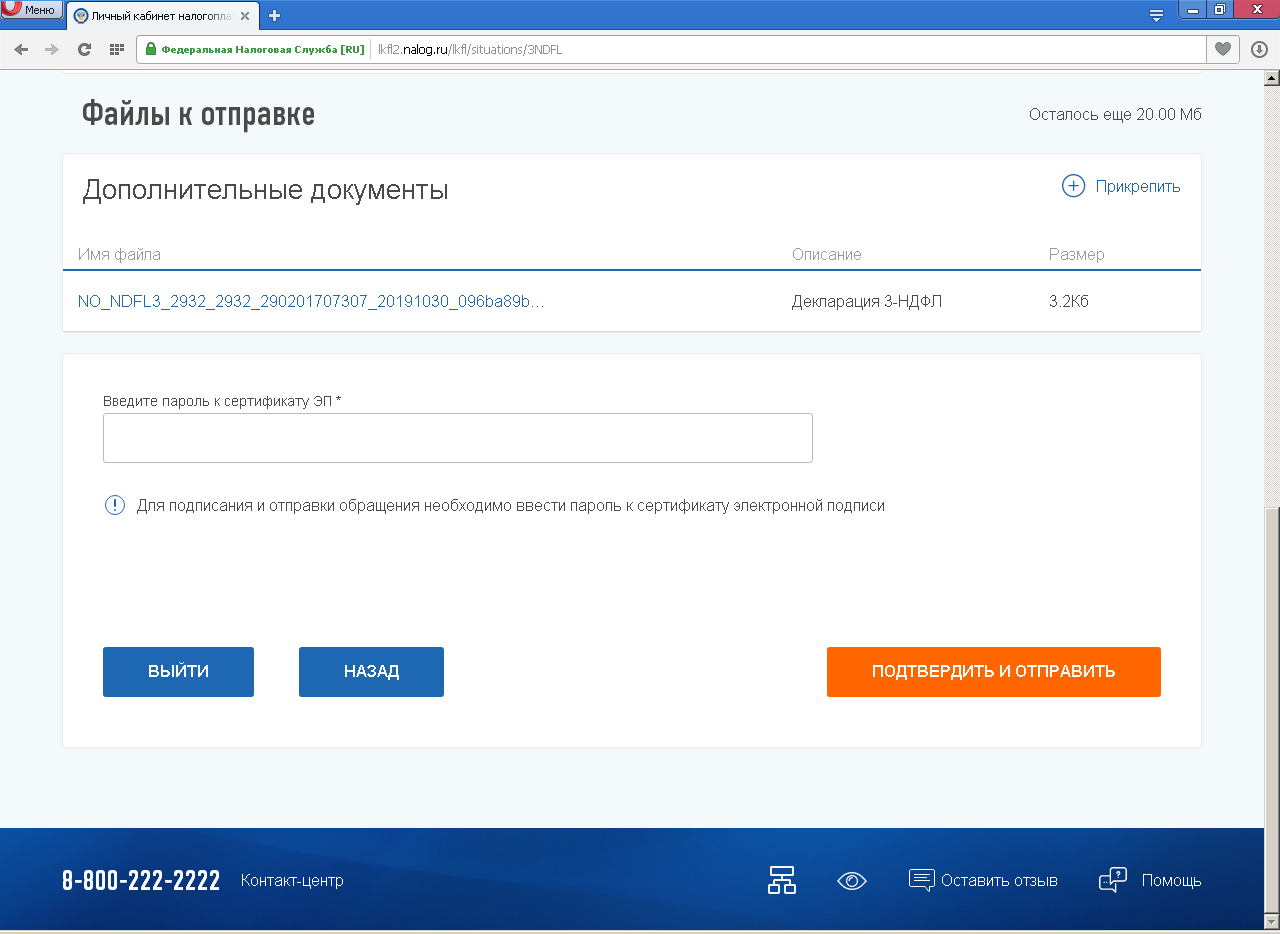 Меню
Личный кабинет налогопла
Федеральная Налоговая Служба [RU]
lkfl2.nalog.ru/lkfl/situations/3NDFL
Файлы к отправке
Осталось еще 20.00 Мб
Дополнительные документы
Прикрепить
Имя файла Описание Размер
NO_NDFL3_2932_2932_290201707307_20191030_096ba89b... Декларация 3-НДФЛ 3.2Кб
Введите пароль к сертификату ЭП *
Для подписания и отправки обращения необходимо ввести пароль к сертификату электронной подписи
ВЫЙТИ
НАЗАД
ПОДТВЕРДИТЬ И ОТПРАВИТЬ
8-800-222-2222 Контакт-центр
Оставить отзыв
Помощь